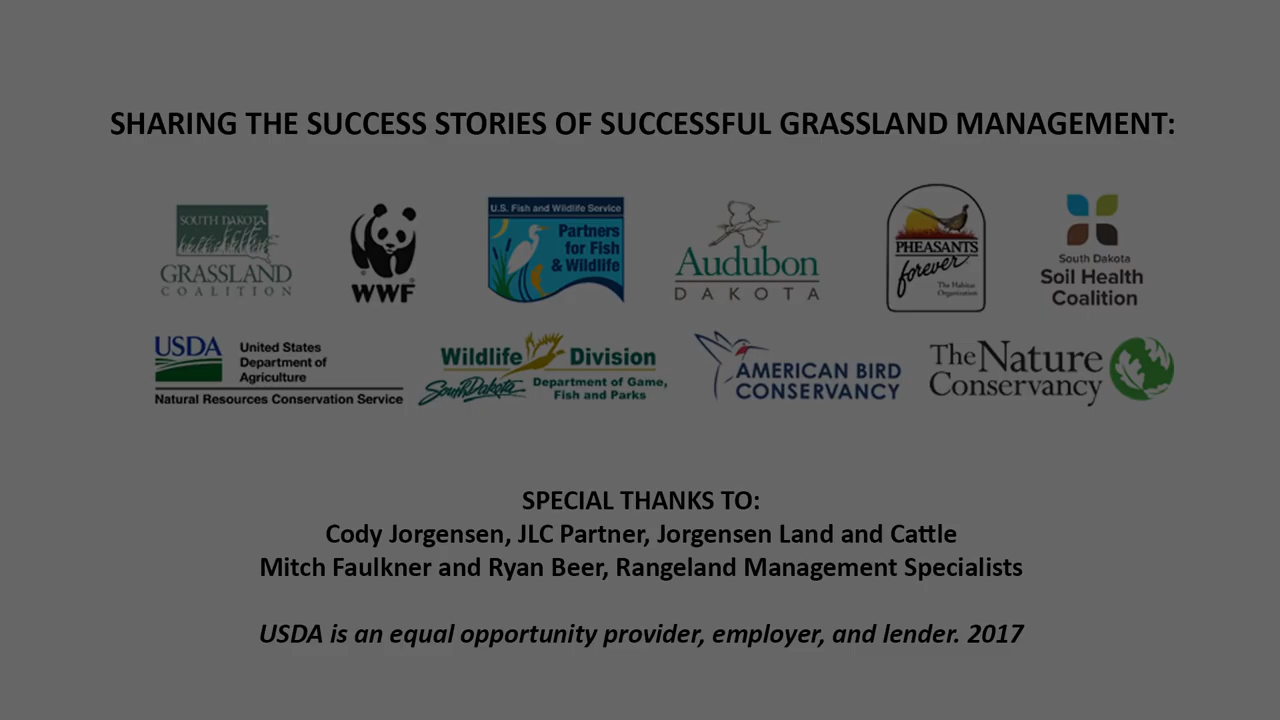 SHARING THE SUCCESS STORIES OF SUCCESSFUL GRASSLAND MANAGEMENT:
SOUTH DAKOTA
GRASSLAND
COALITION
WWF
U.S. Fish and Wildlife Service
Partners
for Fish
& Wildlife
Audubon
DAKOTA
PHEASANTS
forever
The Habitat
Organization
South Dakota
Soil Health
Coalition
USDA
United States
Department of
Agriculture
Natural Resources Conservation Service
Wildlife Division
South Dakota
Department of Game,
Fish and Parks
AMERICAN BIRD
CONSERVANCY
The Nature
Conservancy
SPECIAL THANKS TO:
Cody Jorgensen, JLC Partner, Jorgensen Land and Cattle
Mitch Faulkner and Ryan Beer, Rangeland Management Specialists
USDA is an equal opportunity provider, employer, and lender. 2017